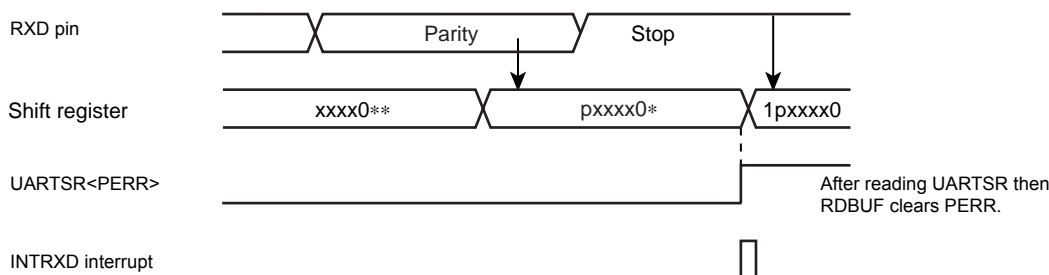 RXD pin
Parity
Stop
Shift register
xxxx0**
pxxxx0*
1pxxxx0
UARTSR<PERR>
After reading UARTSR then
RDBUF clears PERR.
INTRXD interrupt